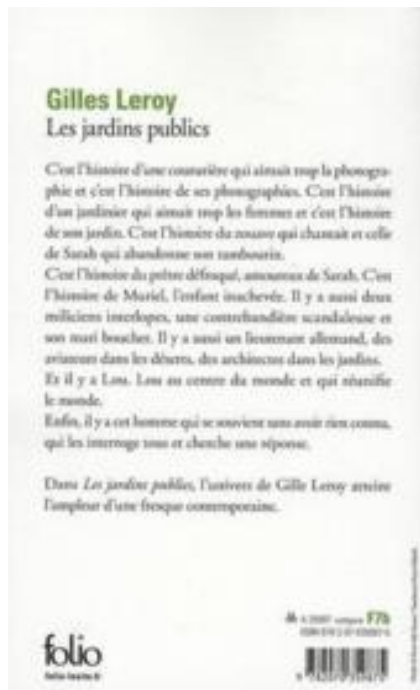 Gilles Leroy
Les jardins publics
C'est l'histoire d'une couturière qui aimait trop la photogra-
phie et c'est l'histoire de ses photographies. C'est l'histoire
d'un jardinier qui aimait trop les femmes et c'est l'histoire
de son jardin. C'est l'histoire du zouave qui chantait et celle
de Sarah qui abandonne son tambourin.
C'est l'histoire du prêtre défroqué, amoureux de Sarah. C'est
l'histoire de Muriel, l'enfant inachevée. Il y a aussi deux
miliciens interlopes, une contrebandière scandaleuse et
son mari boucher. Il y a aussi un lieutenant allemand, des
aviateurs dans les déserts, des architectes dans les jardins.
Et il y a Lou. Lou au centre du monde et qui réunifie
le monde.
Enfin, il y a cet homme qui se souvient sans avoir rien connu,
qui les interroge tous et cherche une réponse.
Dans Les jardins publics, l'univers de Gille Leroy atteint
l'ampleur d'une fresque contemporaine.
F7b
folio